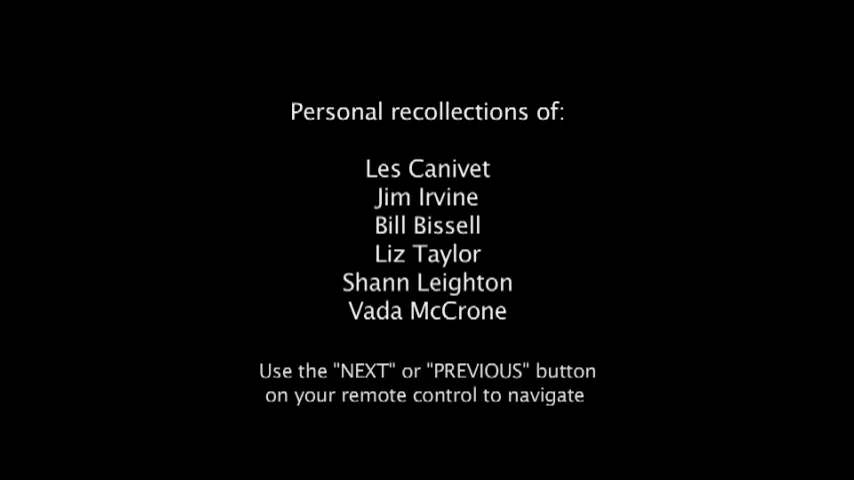 Personal recollections of:
Les Canivet
Jim Irvine
Bill Bissell
Liz Taylor
Shann Leighton
Vada McCrone
Use the "NEXT" or "PREVIOUS" button
on your remote control to navigate